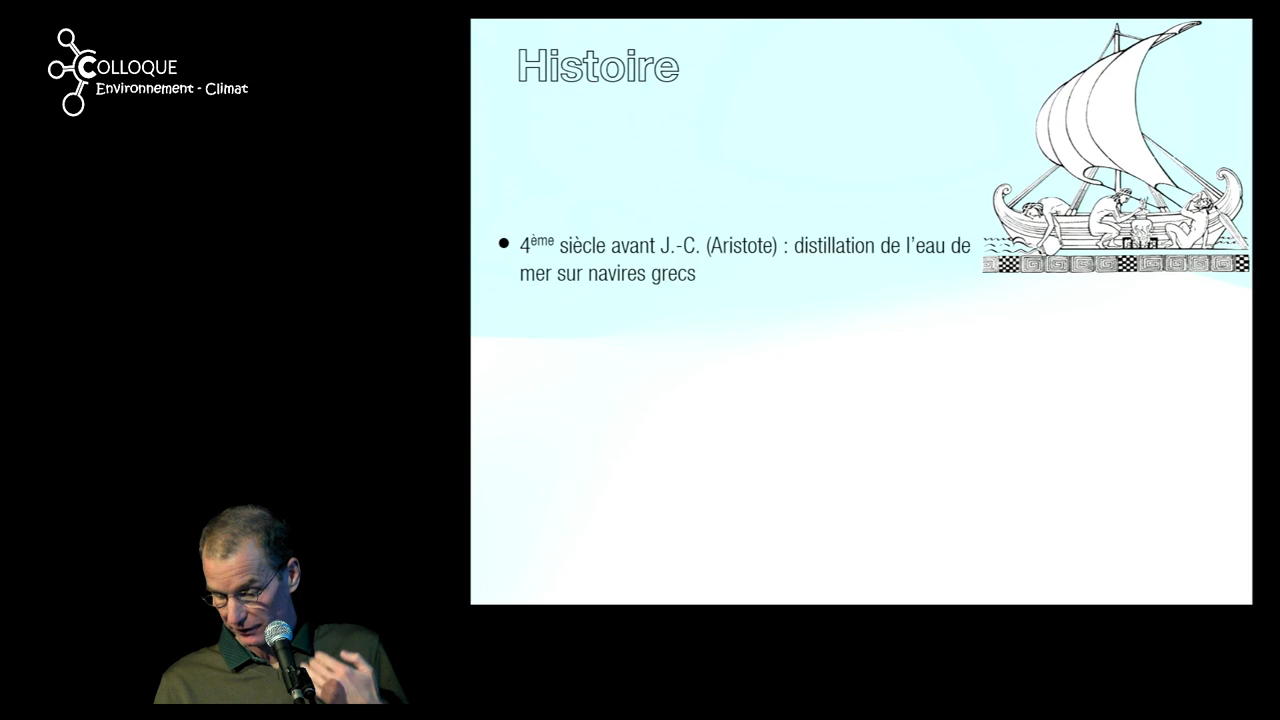 COLLOQUE
Environnement - Climat
Histoire
• 4ème siècle avant J.-C. (Aristote) : distillation de l'eau de
mer sur navires grecs